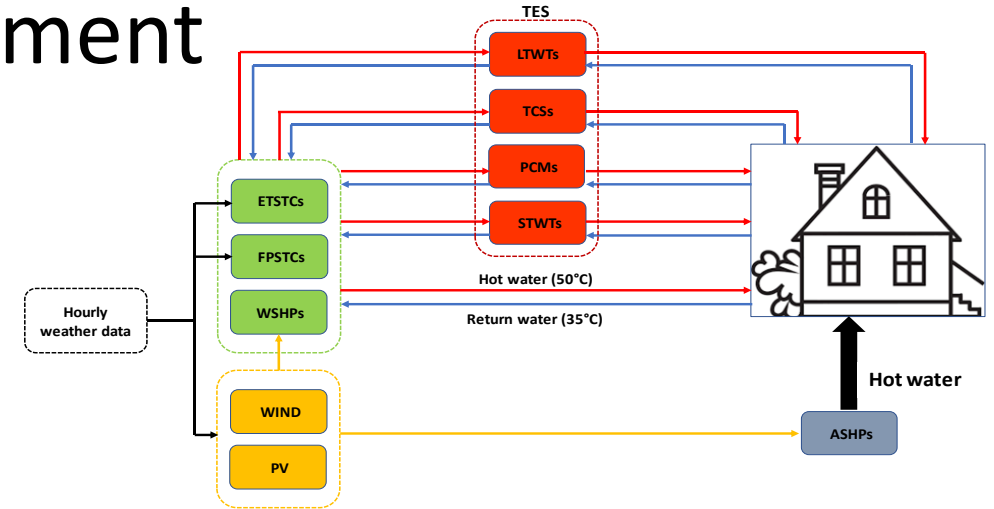 ment
TES
LTWTs
TCSs
PCMs
STWTs
ETSTCs
FPSTCs
WSHPs
Hot water (50°C)
Return water (35°C)
Hourly
weather data
Hot water
WIND
PV
ASHPs